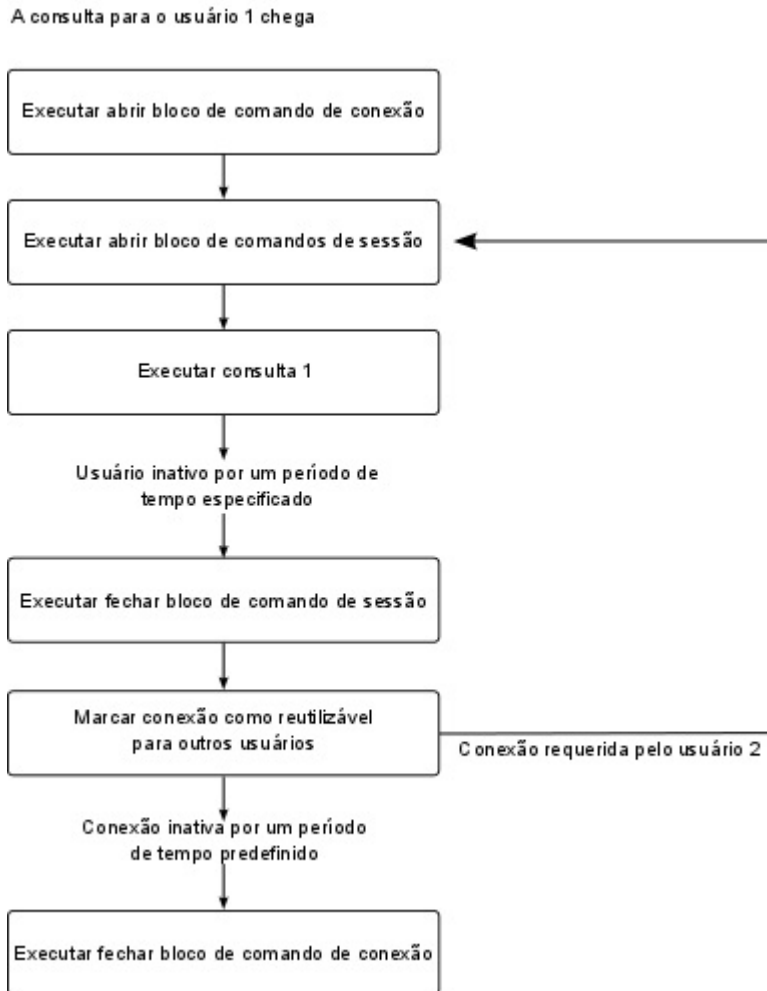 A consulta para o usuário 1 chega
Executar abrir bloco de comando de conexão
Executar abrir bloco de comandos de sessão
Executar consulta 1
Usuário inativo por um período de
tempo especificado
Executar fechar bloco de comando de sessão
Marcar conexão como reutilizável
para outros usuários
Conexão requerida pelo usuário 2
Conexão inativa por um período
de tempo predefinido
Executar fechar bloco de comando de conexão